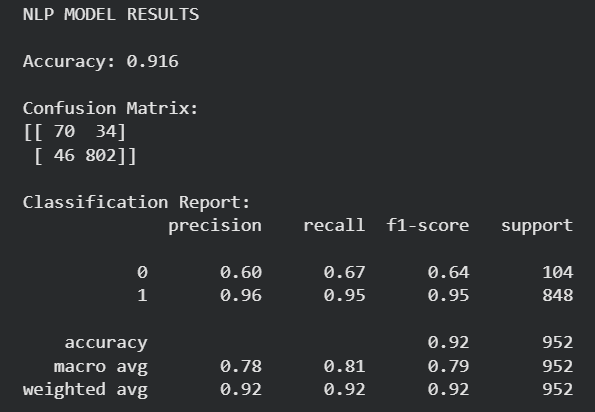 NLP MODEL RESULTS
Accuracy: 0.916
Confusion Matrix:
[[ 70  34]
 [ 46 802]]
Classification Report:
              precision    recall  f1-score   support
           0       0.60      0.67      0.64       104
           1       0.96      0.95      0.95       848
    accuracy                           0.92       952
   macro avg       0.78      0.81      0.79       952
weighted avg       0.92      0.92      0.92       952